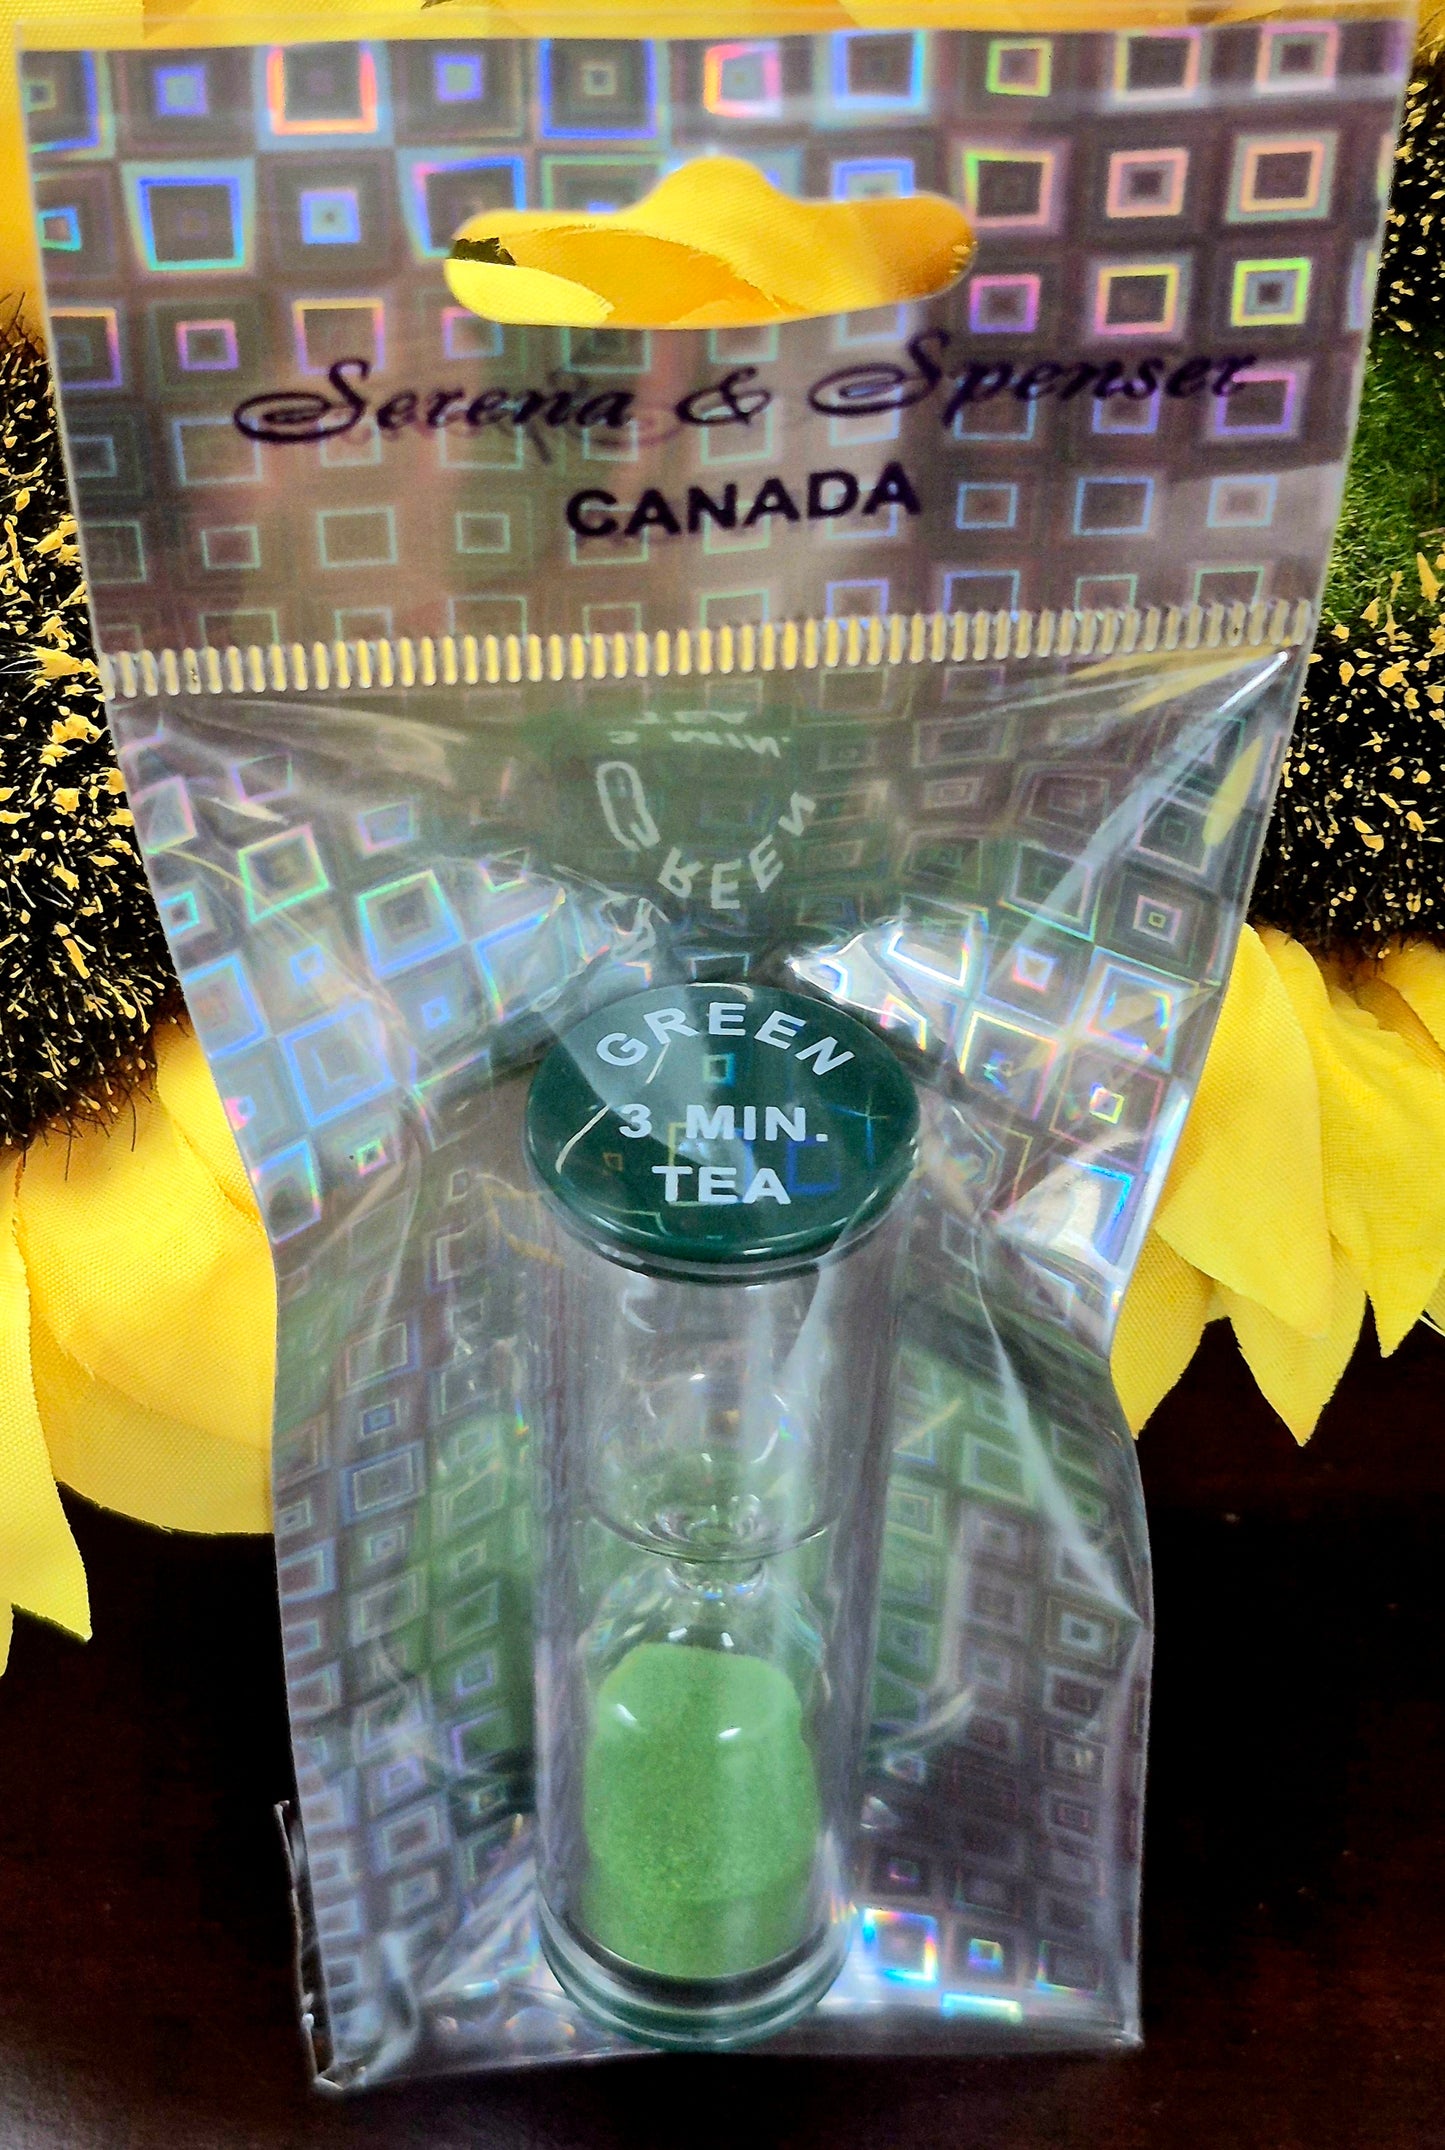 Serena & Spenser
CANADA
GREEN
3 MIN.
TEA